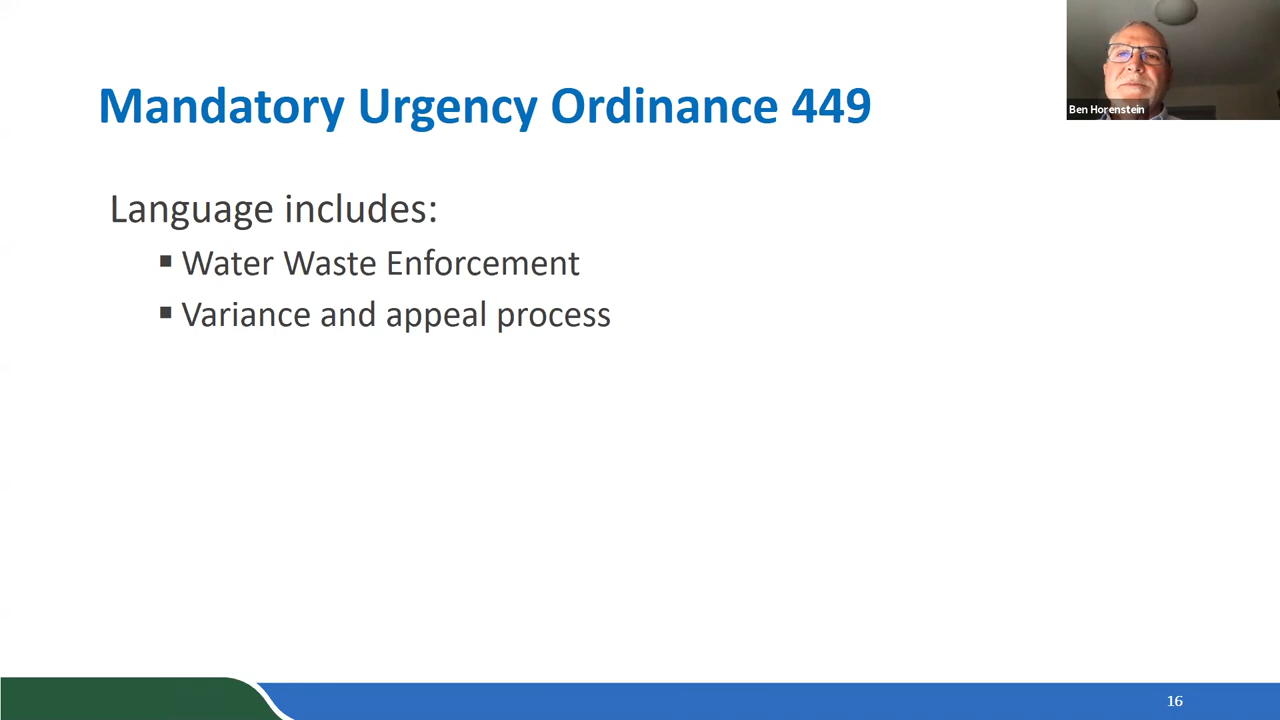 Mandatory Urgency Ordinance 449
Ben Horenstein
Language includes:
▪ Water Waste Enforcement
▪ Variance and appeal process
16